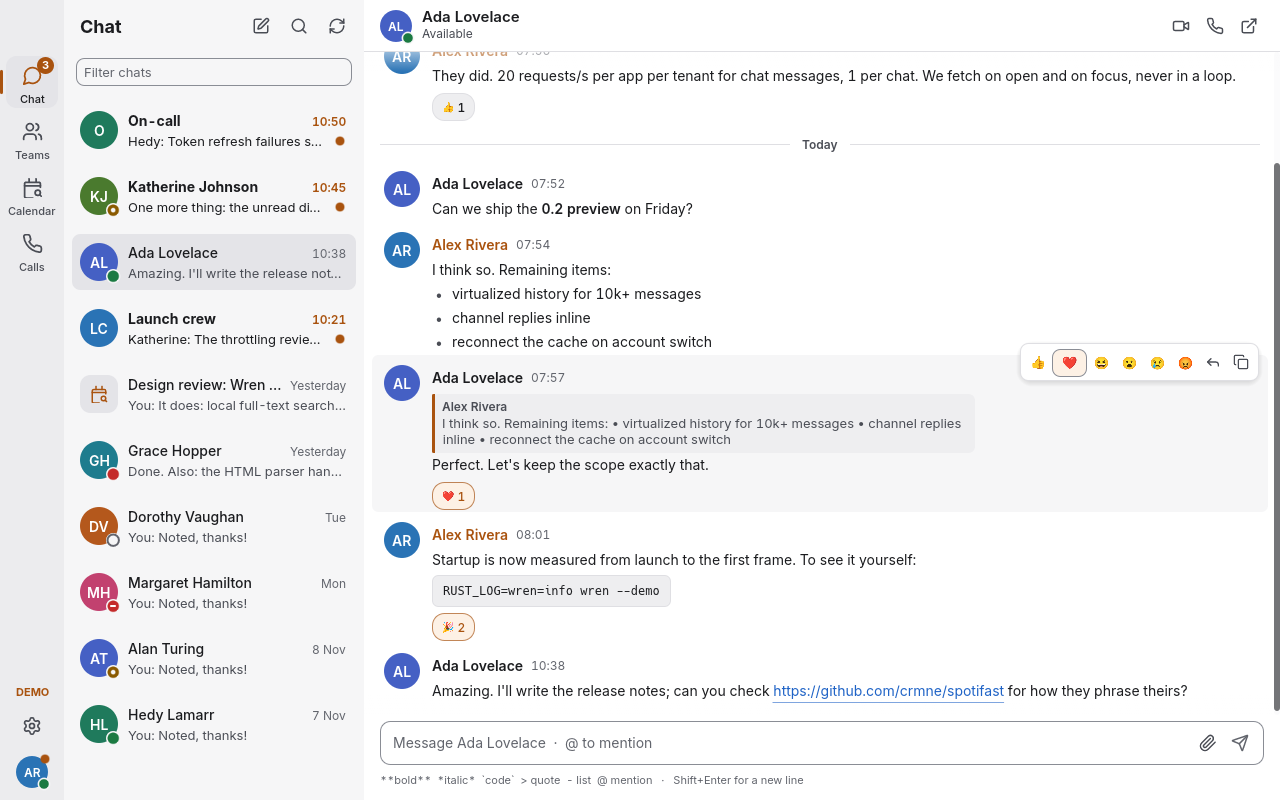 3
Chat
Teams
Calendar
Calls
DEMO
AR
Chat
Filter chats
O
On-call
10:50
Hedy: Token refresh failures s...
KJ
Katherine Johnson
10:45
One more thing: the unread di...
AL
Ada Lovelace
10:38
Amazing. I'll write the release not...
LC
Launch crew
10:21
Katherine: The throttling revie...
Design review: Wren ...
Yesterday
You: It does: local full-text search...
GH
Grace Hopper
Yesterday
Done. Also: the HTML parser han...
DV
Dorothy Vaughan
Tue
You: Noted, thanks!
MH
Margaret Hamilton
Mon
You: Noted, thanks!
AT
Alan Turing
8 Nov
You: Noted, thanks!
HL
Hedy Lamarr
7 Nov
You: Noted, thanks!
AL
Ada Lovelace
Available
AR
Alex Rivera
They did. 20 requests/s per app per tenant for chat messages, 1 per chat. We fetch on open and on focus, never in a loop.
👍 1
Today
AL
Ada Lovelace 07:52
Can we ship the 0.2 preview on Friday?
AR
Alex Rivera 07:54
I think so. Remaining items:
• virtualized history for 10k+ messages
• channel replies inline
• reconnect the cache on account switch
👍 ❤️ 😆 😮 😢 😡
AL
Ada Lovelace 07:57
Alex Rivera
I think so. Remaining items: • virtualized history for 10k+ messages • channel replies
inline • reconnect the cache on account switch
Perfect. Let's keep the scope exactly that.
❤️ 1
AR
Alex Rivera 08:01
Startup is now measured from launch to the first frame. To see it yourself:
RUST_LOG=wren=info wren --demo
🎉 2
AL
Ada Lovelace 10:38
Amazing. I'll write the release notes; can you check https://github.com/crmne/spotifast for how they phrase theirs?
Message Ada Lovelace · @ to mention
**bold** *italic* `code` > quote - list @ mention · Shift+Enter for a new line